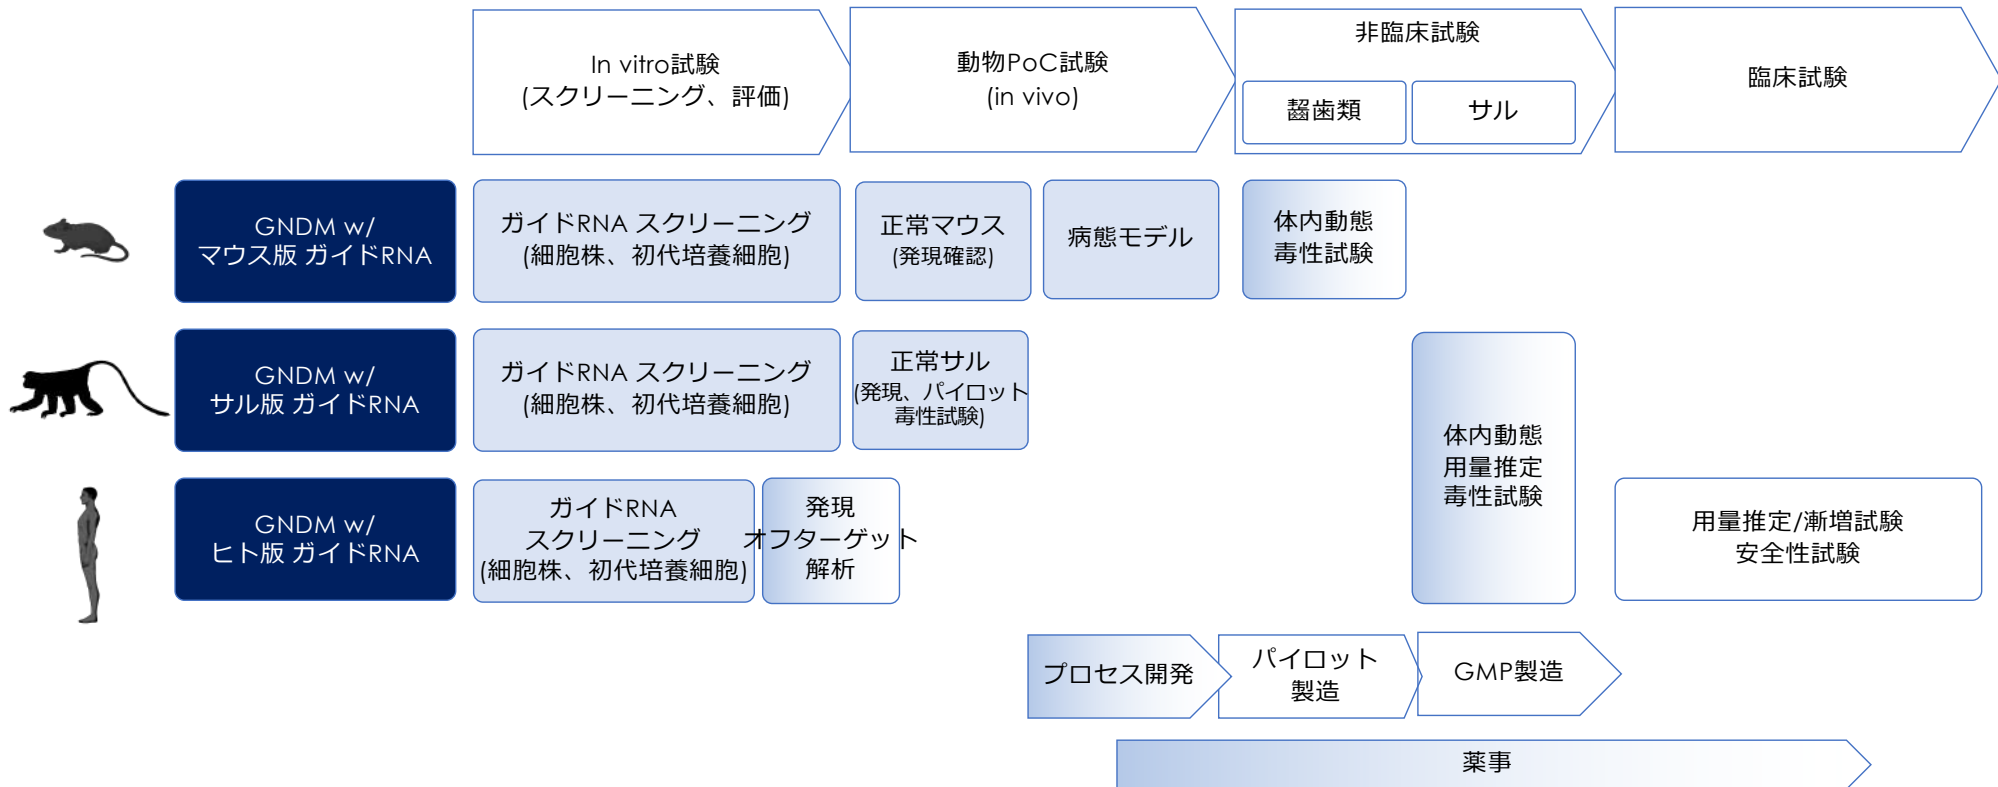 In vitro試験
(スクリーニング、評価)
動物PoC試験
(in vivo)
非臨床試験
齧歯類
サル
臨床試験
GNDM w/
マウス版 ガイドRNA
ガイドRNA スクリーニング
(細胞株、初代培養細胞)
正常マウス
(発現確認)
病態モデル
体内動態
毒性試験
GNDM w/
サル版 ガイドRNA
ガイドRNA スクリーニング
(細胞株、初代培養細胞)
正常サル
(発現、パイロット
毒性試験)
体内動態
用量推定
毒性試験
GNDM w/
ヒト版 ガイドRNA
ガイドRNA
スクリーニング
(細胞株、初代培養細胞)
発現
オフターゲット
解析
用量推定/漸増試験
安全性試験
プロセス開発
パイロット
製造
GMP製造
薬事